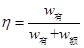 η = w有 / (w有 + w额)